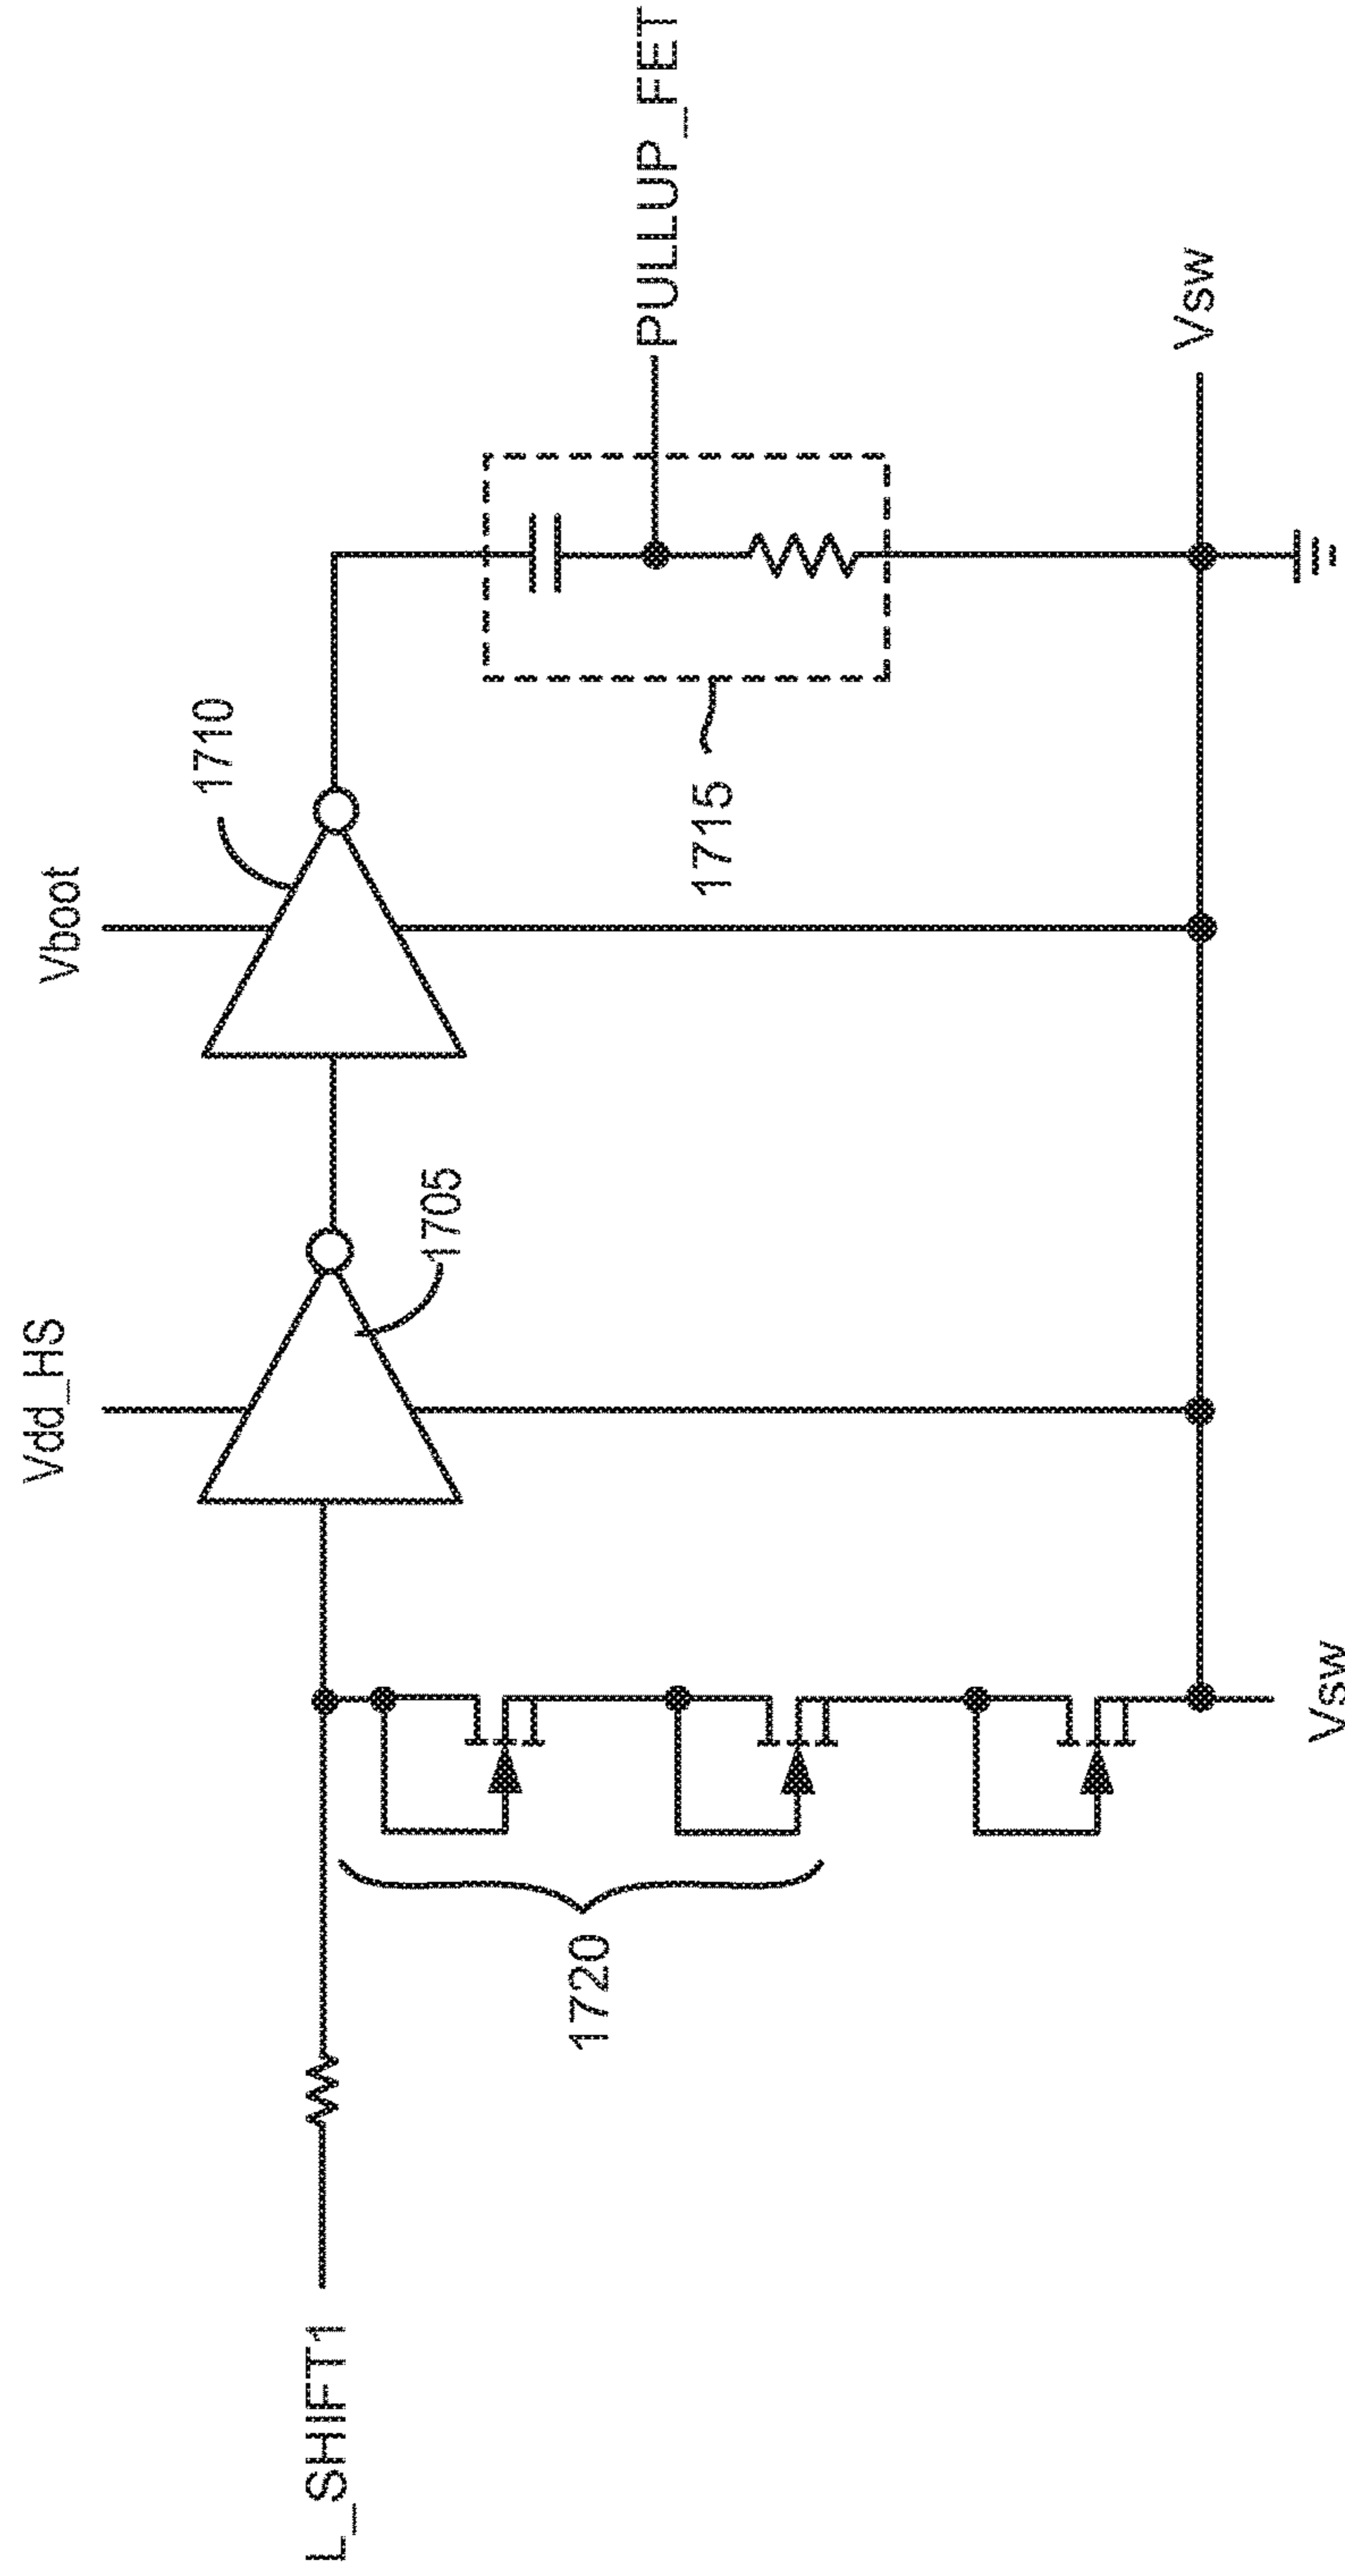 Vdd_HS
Vboot
1710
1705
PULLUP_FET
1715
L_SHIFT1
1720
Vsw
Vsw